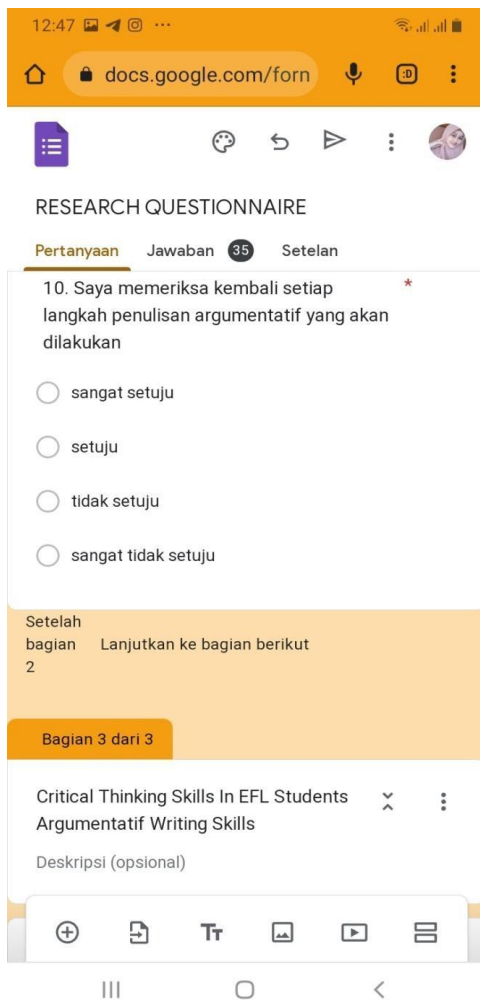 12:47
docs.google.com/forn
:D
RESEARCH QUESTIONNAIRE
Pertanyaan Jawaban 35 Setelan
10. Saya memeriksa kembali setiap *
langkah penulisan argumentatif yang akan
dilakukan
sangat setuju
setuju
tidak setuju
sangat tidak setuju
Setelah
bagian Lanjutkan ke bagian berikut
2
Bagian 3 dari 3
Critical Thinking Skills In EFL Students
Argumentatif Writing Skills
Deskripsi (opsional)
Tт